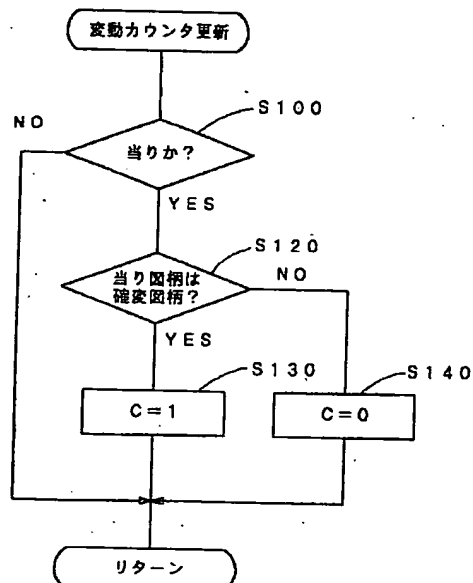 変動カウンタ更新
S100
NO
当りか?
YES
S120
当り図柄は
確変図柄?
NO
YES
S130
S140
C=1
C=0
リターン